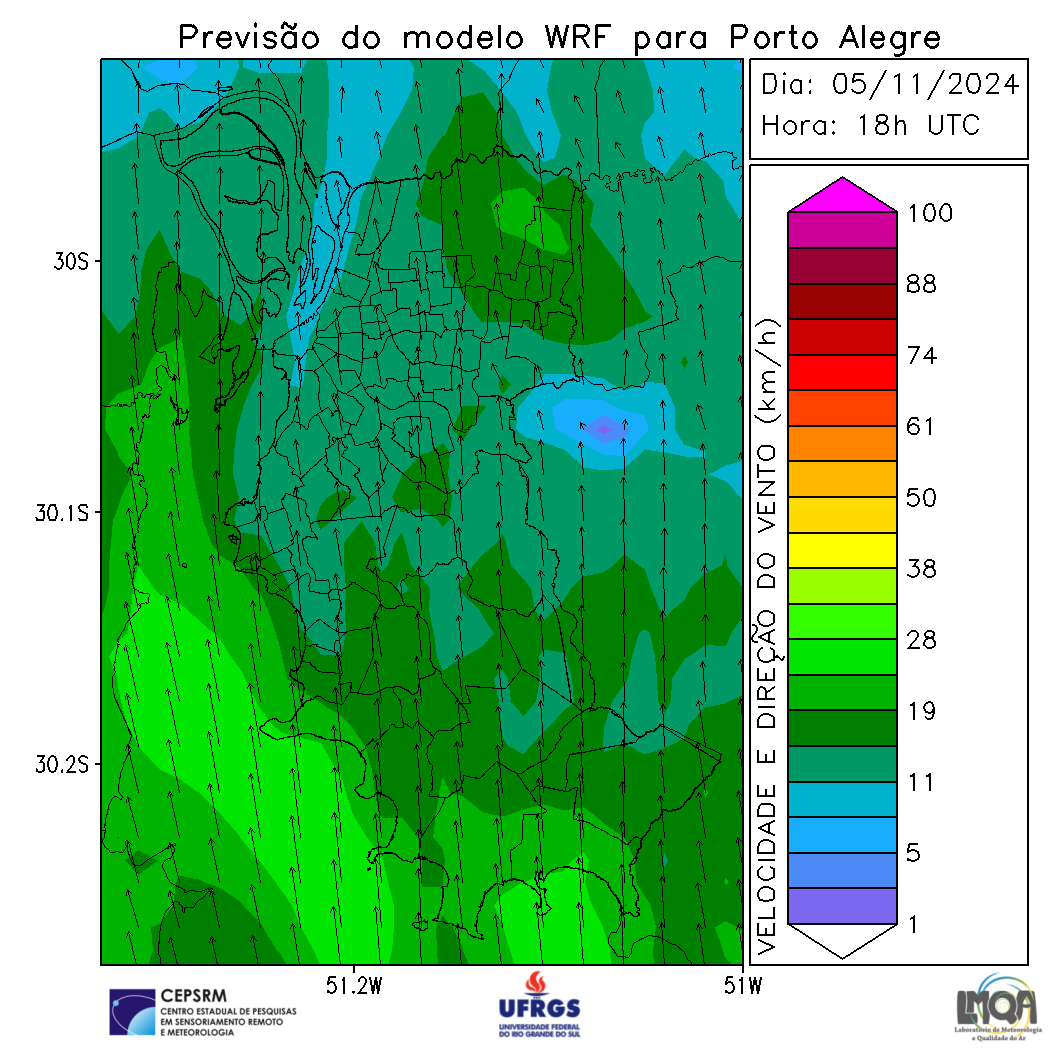 Previsão do modelo WRF para Porto Alegre
Dia: 05/11/2024
Hora: 18h UTC
30S
30.1S
30.2S
51.2W
51W
VELOCIDADE E DIREÇÃO DO VENTO (km/h)
100
88
74
61
50
38
28
19
11
5
1
CEPSRM
CENTRO ESTADUAL DE PESQUISAS
EM SENSORIAMENTO REMOTO
E METEOROLOGIA
UFRGS
UNIVERSIDADE FEDERAL
DO RIO GRANDE DO SUL
LMQA
Laboratório de Meteorologia
e Qualidade do Ar